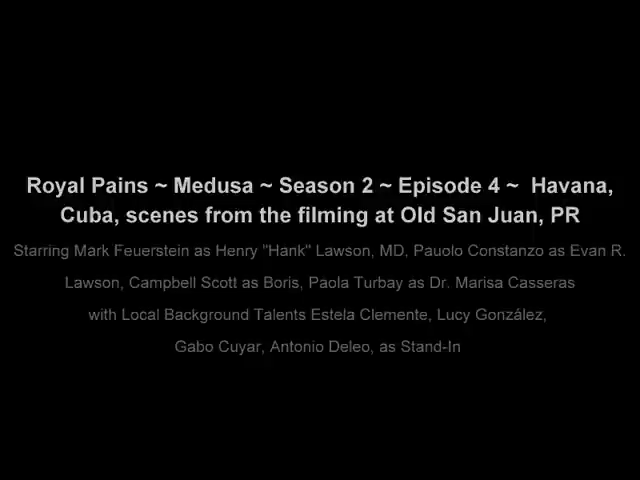 Royal Pains ~ Medusa ~ Season 2 ~ Episode 4 ~  Havana,
Cuba, scenes from the filming at Old San Juan, PR
Starring Mark Feuerstein as Henry "Hank" Lawson, MD, Pauolo Constanzo as Evan R.
Lawson, Campbell Scott as Boris, Paola Turbay as Dr. Marisa Casseras
with Local Background Talents Estela Clemente, Lucy González,
Gabo Cuyar, Antonio Deleo, as Stand-In